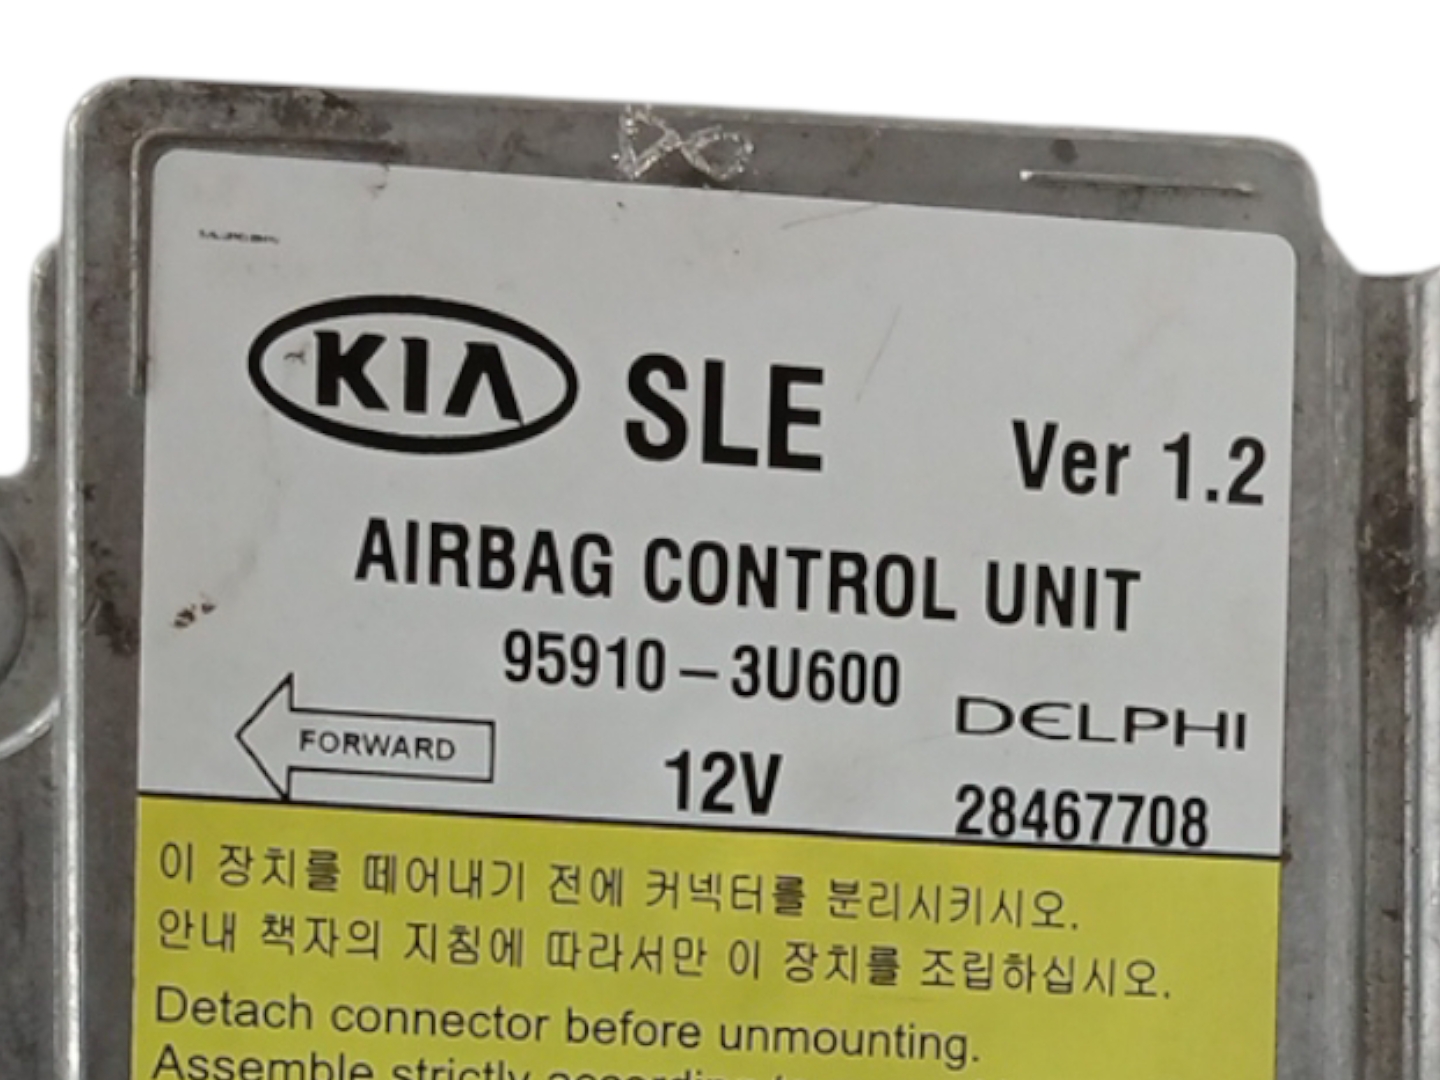 KIA SLE Ver 1.2
AIRBAG CONTROL UNIT
95910-3U600
FORWARD
12V
DELPHI
28467708
이 장치를 떼어내기 전에 커넥터를 분리시키시오.
안내 책자의 지침에 따라서만 이 장치를 조립하십시오.
Detach connector before unmounting.
Assemble strictly according